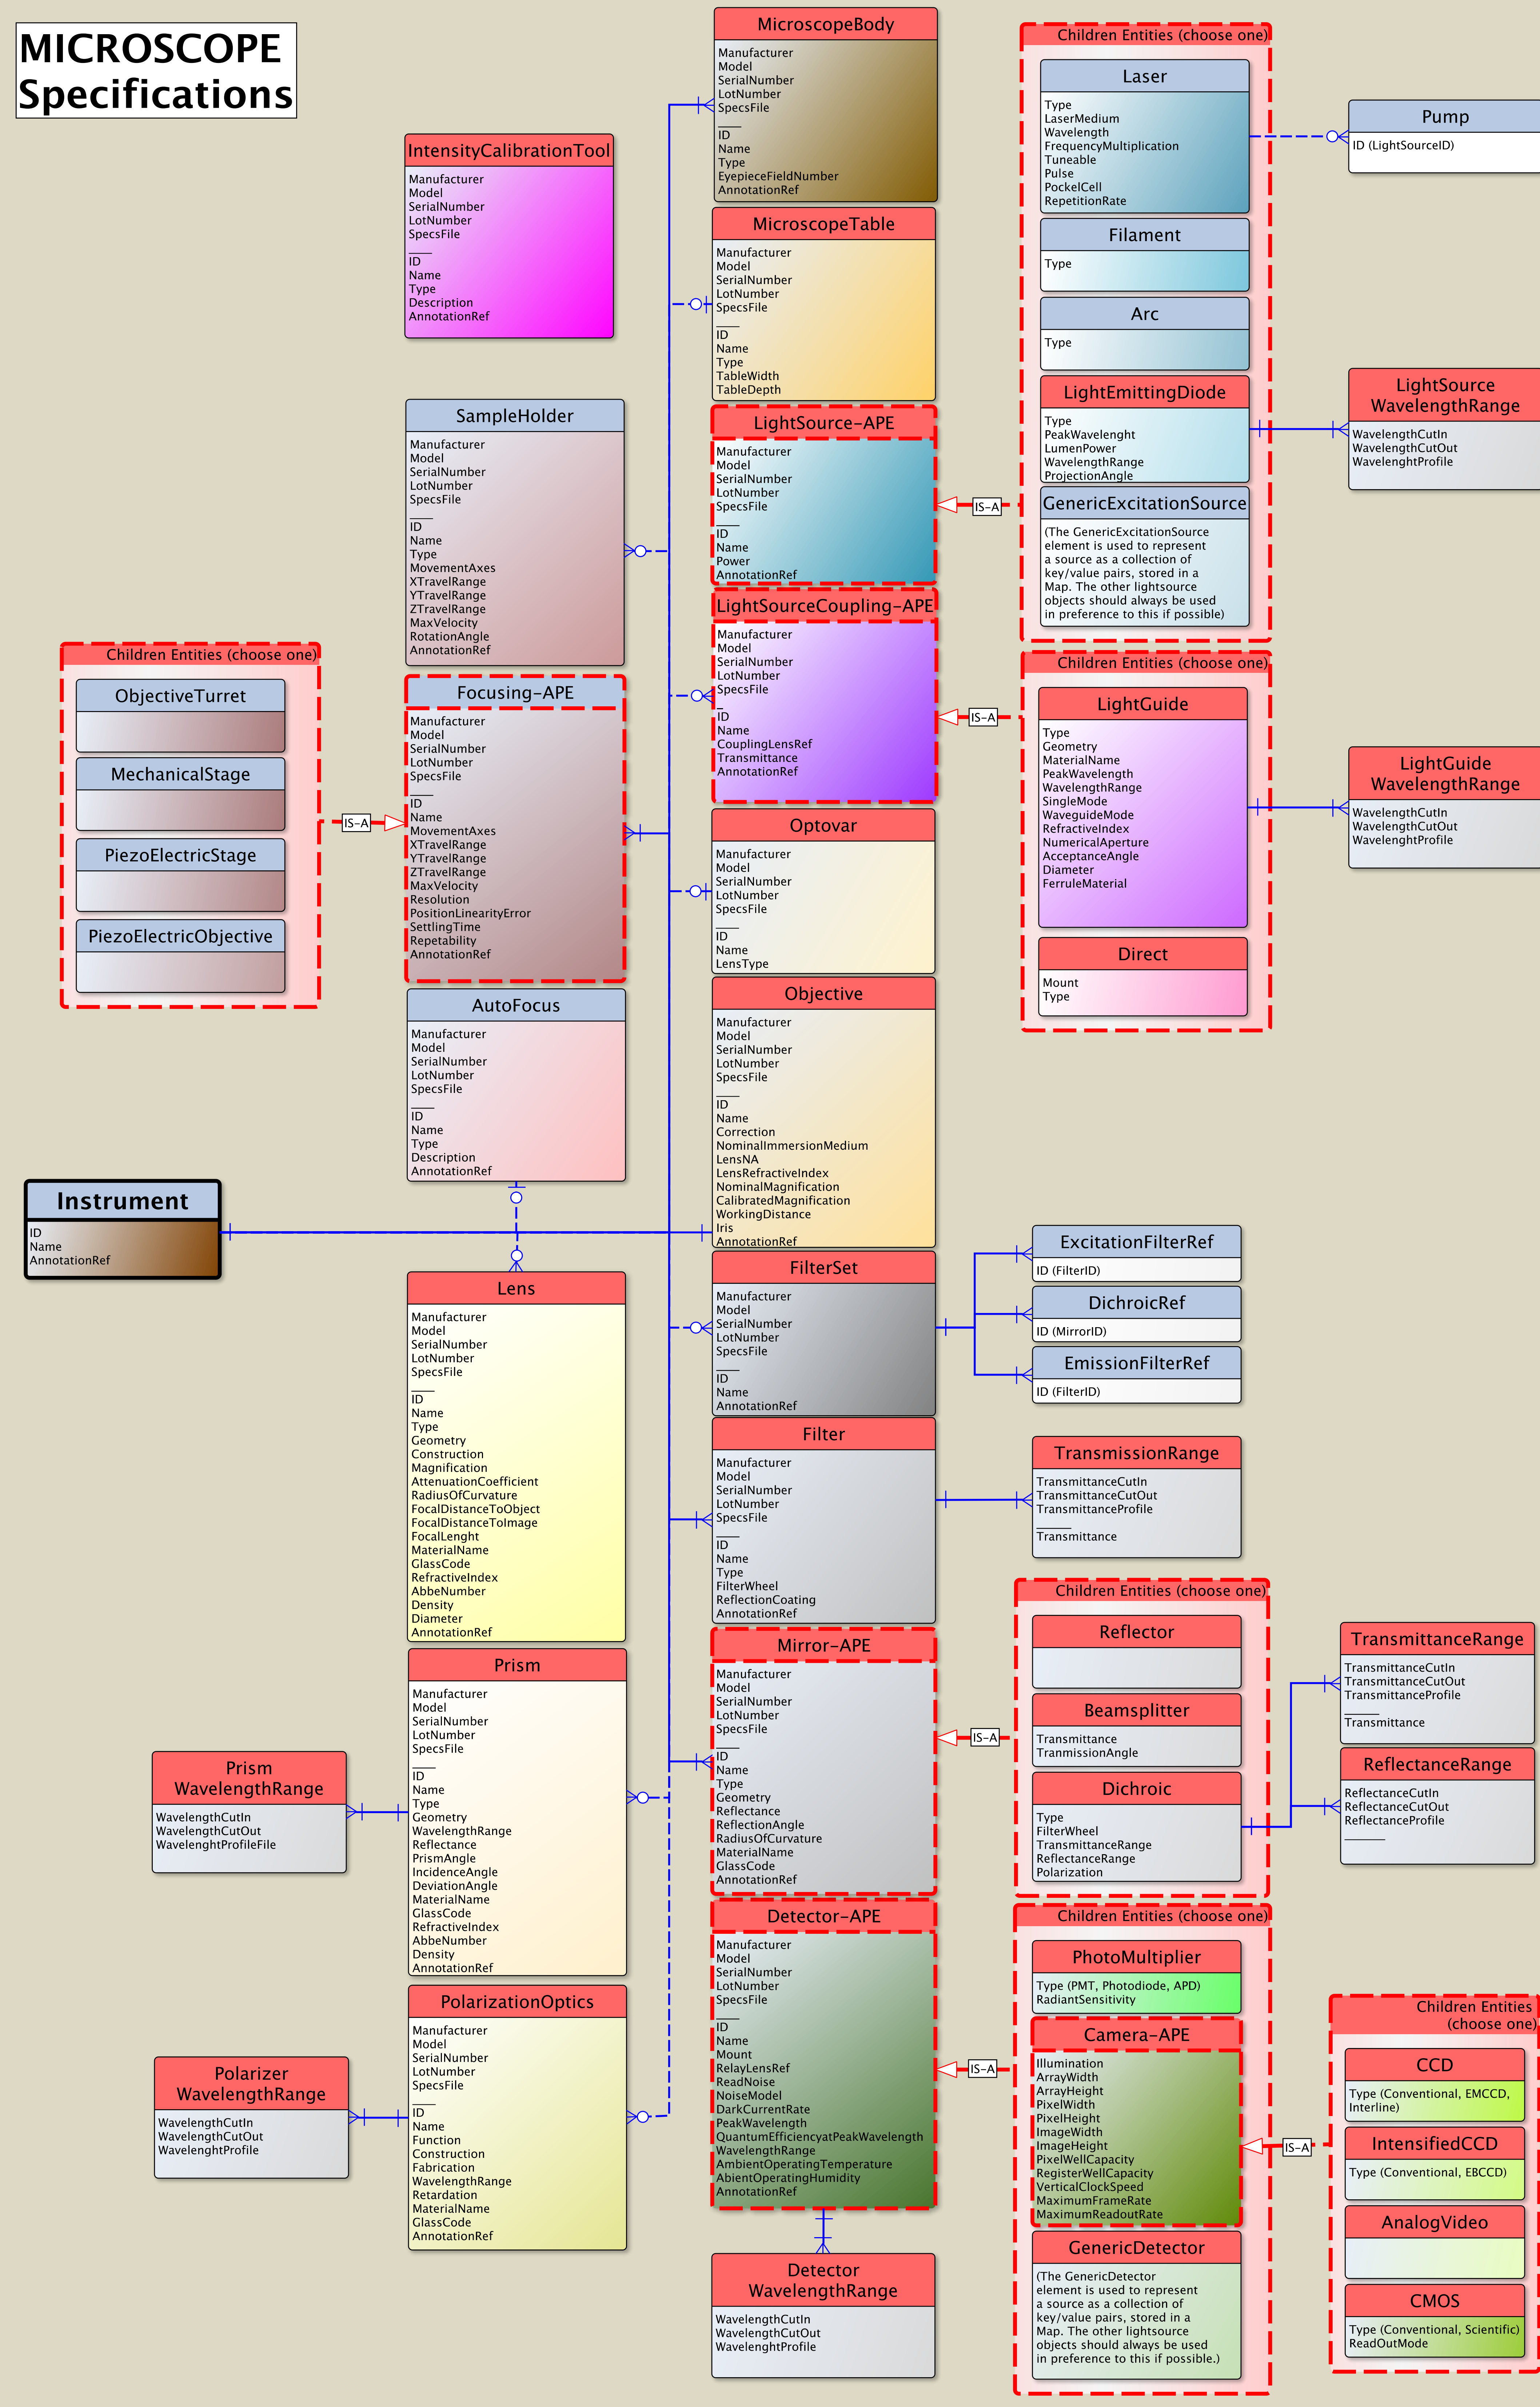 MICROSCOPE
Specifications
IntensityCalibrationTool
Manufacturer
Model
SerialNumber
LotNumber
SpecsFile
ID
Name
Type
Description
AnnotationRef
SampleHolder
Manufacturer
Model
SerialNumber
LotNumber
SpecsFile
ID
Name
Type
MovementAxes
XTravelRange
YTravelRange
ZTravelRange
MaxVelocity
RotationAngle
AnnotationRef
Children Entities (choose one)
ObjectiveTurret
MechanicalStage
PiezoElectricStage
PiezoElectricObjective
IS-A
Focusing-APE
Manufacturer
Model
SerialNumber
LotNumber
SpecsFile
ID
Name
MovementAxes
XTravelRange
YTravelRange
ZTravelRange
MaxVelocity
Resolution
PositionLinearityError
SettlingTime
Repetability
AnnotationRef
AutoFocus
Manufacturer
Model
SerialNumber
LotNumber
SpecsFile
ID
Name
Type
Description
AnnotationRef
Instrument
ID
Name
AnnotationRef
Lens
Manufacturer
Model
SerialNumber
LotNumber
SpecsFile
ID
Name
Type
Geometry
Construction
Magnification
AttenuationCoefficient
RadiusOfCurvature
FocalDistanceToObject
FocalDistanceToImage
FocalLenght
MaterialName
GlassCode
RefractiveIndex
AbbeNumber
Density
Diameter
AnnotationRef
Prism
Manufacturer
Model
SerialNumber
LotNumber
SpecsFile
ID
Name
Type
Geometry
WavelengthRange
Reflectance
PrismAngle
IncidenceAngle
DeviationAngle
MaterialName
GlassCode
RefractiveIndex
AbbeNumber
Density
AnnotationRef
Prism
WavelengthRange
WavelengthCutIn
WavelengthCutOut
WavelenghtProfileFile
PolarizationOptics
Manufacturer
Model
SerialNumber
LotNumber
SpecsFile
ID
Name
Function
Construction
Fabrication
WavelengthRange
Retardation
MaterialName
GlassCode
AnnotationRef
Polarizer
WavelengthRange
WavelengthCutIn
WavelengthCutOut
WavelenghtProfile
MicroscopeBody
Manufacturer
Model
SerialNumber
LotNumber
SpecsFile
ID
Name
Type
EyepieceFieldNumber
AnnotationRef
MicroscopeTable
Manufacturer
Model
SerialNumber
LotNumber
SpecsFile
ID
Name
Type
TableWidth
TableDepth
LightSource-APE
Manufacturer
Model
SerialNumber
LotNumber
SpecsFile
ID
Name
Power
AnnotationRef
IS-A
LightSourceCoupling-APE
Manufacturer
Model
SerialNumber
LotNumber
SpecsFile
ID
Name
CouplingLensRef
Transmittance
AnnotationRef
IS-A
Optovar
Manufacturer
Model
SerialNumber
LotNumber
SpecsFile
ID
Name
LensType
Objective
Manufacturer
Model
SerialNumber
LotNumber
SpecsFile
ID
Name
Correction
NominalImmersionMedium
LensNA
LensRefractiveIndex
NominalMagnification
CalibratedMagnification
WorkingDistance
Iris
AnnotationRef
FilterSet
Manufacturer
Model
SerialNumber
LotNumber
SpecsFile
ID
Name
AnnotationRef
Filter
Manufacturer
Model
SerialNumber
LotNumber
SpecsFile
ID
Name
Type
FilterWheel
ReflectionCoating
AnnotationRef
Mirror-APE
Manufacturer
Model
SerialNumber
LotNumber
SpecsFile
ID
Name
Type
Geometry
Reflectance
ReflectionAngle
RadiusOfCurvature
MaterialName
GlassCode
AnnotationRef
IS-A
Detector-APE
Manufacturer
Model
SerialNumber
LotNumber
SpecsFile
ID
Name
Mount
RelayLensRef
ReadNoise
NoiseModel
DarkCurrentRate
PeakWavelength
QuantumEfficiencyatPeakWavelength
WavelengthRange
AmbientOperatingTemperature
AbientOperatingHumidity
AnnotationRef
IS-A
Detector
WavelengthRange
WavelengthCutIn
WavelengthCutOut
WavelenghtProfile
Children Entities (choose one)
Laser
Type
LaserMedium
Wavelength
FrequencyMultiplication
Tuneable
Pulse
PockelCell
RepetitionRate
Filament
Type
Arc
Type
LightEmittingDiode
Type
PeakWavelenght
LumenPower
WavelengthRange
ProjectionAngle
GenericExcitationSource
(The GenericExcitationSource
element is used to represent
a source as a collection of
key/value pairs, stored in a
Map. The other lightsource
objects should always be used
in preference to this if possible)
Pump
ID (LightSourceID)
LightSource
WavelengthRange
WavelengthCutIn
WavelengthCutOut
WavelenghtProfile
Children Entities (choose one)
LightGuide
Type
Geometry
MaterialName
PeakWavelength
WavelengthRange
SingleMode
WaveguideMode
RefractiveIndex
NumericalAperture
AcceptanceAngle
Diameter
FerruleMaterial
Direct
Mount
Type
LightGuide
WavelengthRange
WavelengthCutIn
WavelengthCutOut
WavelenghtProfile
ExcitationFilterRef
ID (FilterID)
DichroicRef
ID (MirrorID)
EmissionFilterRef
ID (FilterID)
TransmissionRange
TransmittanceCutIn
TransmittanceCutOut
TransmittanceProfile
Transmittance
Children Entities (choose one)
Reflector
Beamsplitter
Transmittance
TranmissionAngle
Dichroic
Type
FilterWheel
TransmittanceRange
ReflectanceRange
Polarization
TransmittanceRange
TransmittanceCutIn
TransmittanceCutOut
TransmittanceProfile
Transmittance
ReflectanceRange
ReflectanceCutIn
ReflectanceCutOut
ReflectanceProfile
Children Entities (choose one)
PhotoMultiplier
Type (PMT, Photodiode, APD)
RadiantSensitivity
Camera-APE
Illumination
ArrayWidth
ArrayHeight
PixelWidth
PixelHeight
ImageWidth
ImageHeight
PixelWellCapacity
RegisterWellCapacity
VerticalClockSpeed
MaximumFrameRate
MaximumReadoutRate
IS-A
GenericDetector
(The GenericDetector
element is used to represent
a source as a collection of
key/value pairs, stored in a
Map. The other lightsource
objects should always be used
in preference to this if possible.)
Children Entities
(choose one)
CCD
Type (Conventional, EMCCD,
Interline)
IntensifiedCCD
Type (Conventional, EBCCD)
AnalogVideo
CMOS
Type (Conventional, Scientific)
ReadOutMode